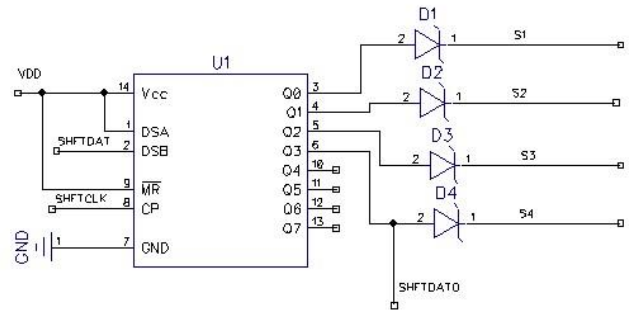 D1
2
1
S1
U1
D2
VDD
14
Vcc
Q0
3
2
1
S2
Q1
4
1
DSA
Q2
5
D3
SHFTDAT
2
DSB
Q3
6
2
1
S3
Q4
10
D4
9
MR
Q5
11
SHFTCLK
8
CP
Q6
12
2
1
S4
Q7
13
GND
1
7
GND
SHFTDATO